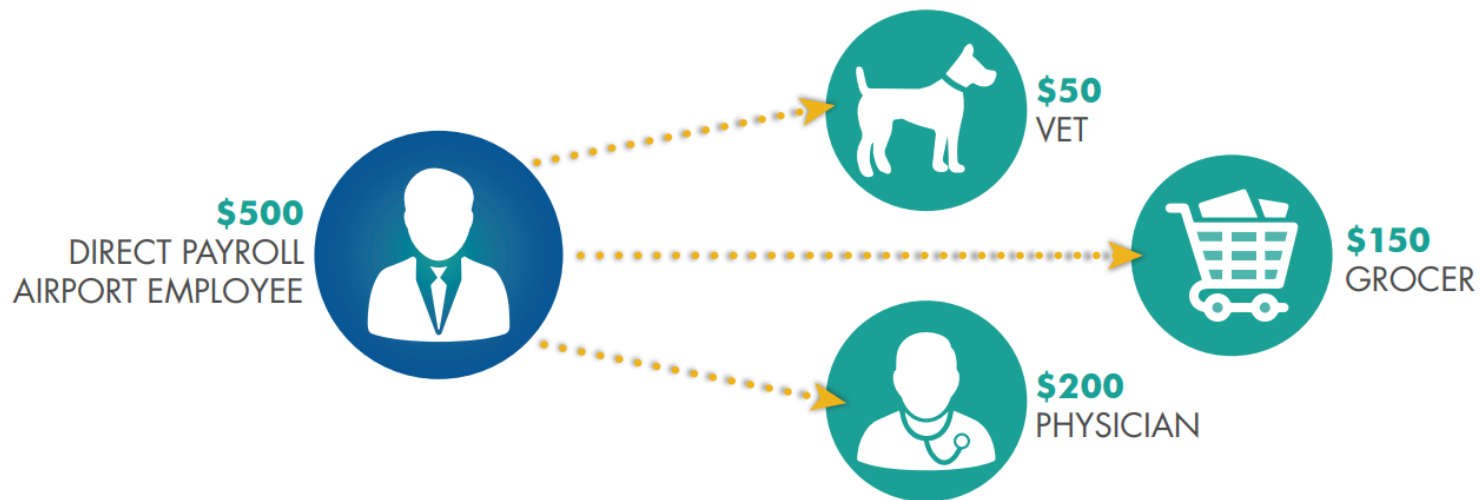 $500
DIRECT PAYROLL
AIRPORT EMPLOYEE
$50
VET
$150
GROCER
$200
PHYSICIAN